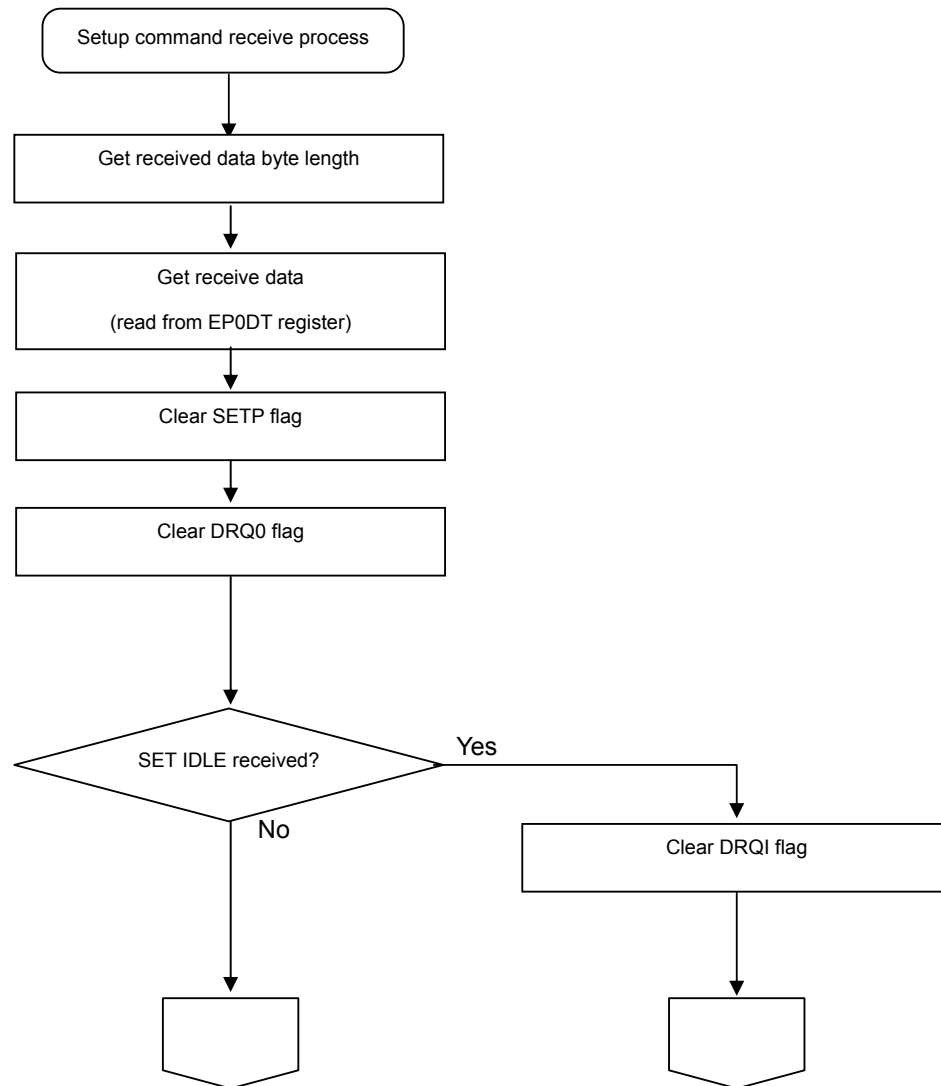 Setup command receive process
Get received data byte length
Get receive data
(read from EP0DT register)
Clear SETP flag
Clear DRQ0 flag
SET IDLE received?
Yes
No
Clear DRQI flag